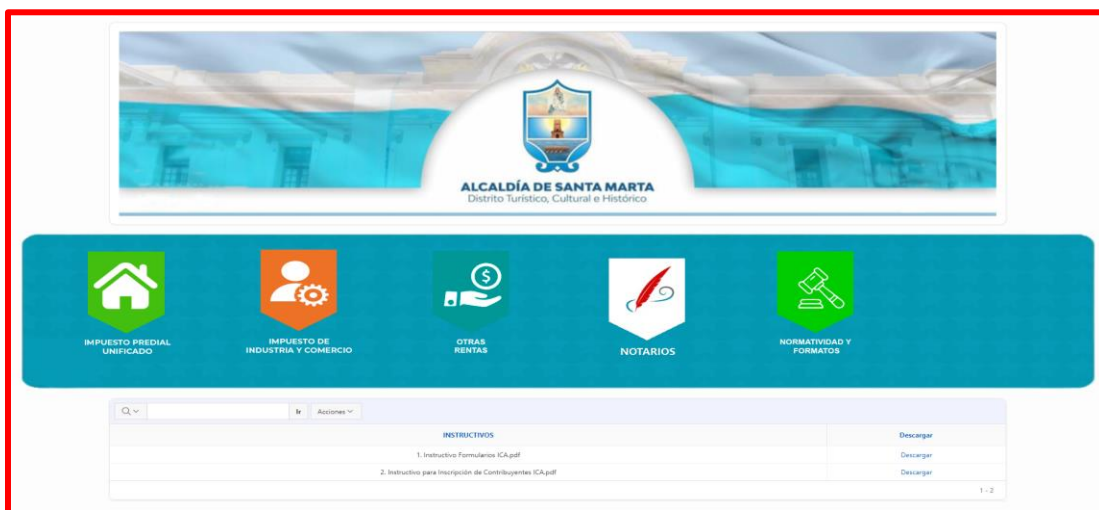 ALCALDÍA DE SANTA MARTA
Distrito Turístico, Cultural e Histórico
IMPUESTO PREDIAL
UNIFICADO
IMPUESTO DE
INDUSTRIA Y COMERCIO
OTRAS
RENTAS
NOTARIOS
NORMATIVIDAD Y
FORMATOS
Ir Acciones
INSTRUCTIVOS Descargar
1. Instructivo Formularios ICA.pdf Descargar
2. Instructivo para Inscripción de Contribuyentes ICA.pdf Descargar
1 - 2